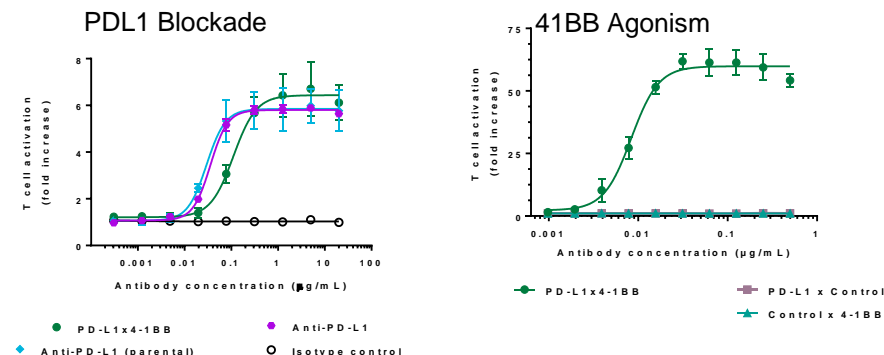 PDL1 Blockade
8
6
4
2
0
T cell activation
(fold increase)
0.001 0.01 0.1 1 10 100
Antibody concentration (µg/mL)
PD-L1x4-1BB
Anti-PD-L1
Anti-PD-L1 (parental)
Isotype control
41BB Agonism
75
50
25
0
T cell activation
(fold increase)
0.001 0.01 0.1 1
Antibody concentration (µg/mL)
PD-L1x4-1BB
PD-L1 x Control
Control x 4-1BB